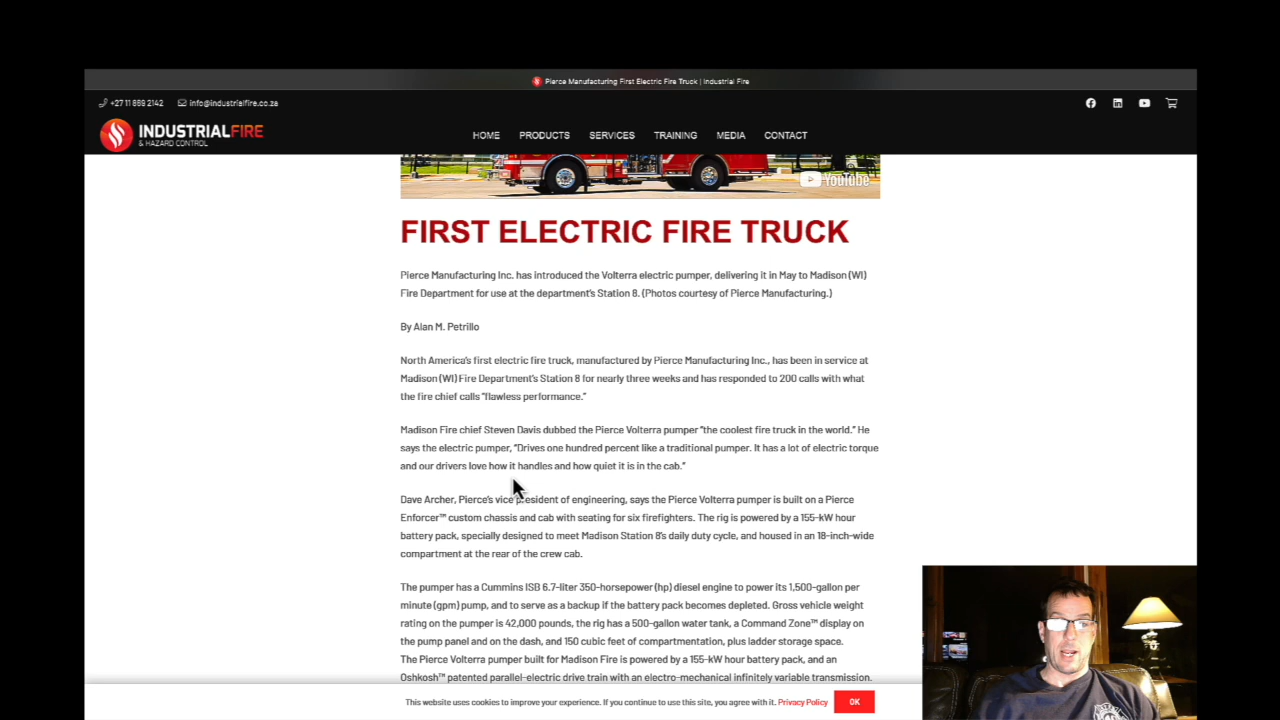 Pierce Manufacturing First Electric Fire Truck | Industrial Fire
+27 11 869 2142 info@industrialfire.co.za
INDUSTRIALFIRE
& HAZARD CONTROL
HOME PRODUCTS SERVICES TRAINING MEDIA CONTACT
YouTube
FIRST ELECTRIC FIRE TRUCK
Pierce Manufacturing Inc. has introduced the Volterra electric pumper, delivering it in May to Madison (WI)
Fire Department for use at the department's Station 8. (Photos courtesy of Pierce Manufacturing.)
By Alan M. Petrillo
North America's first electric fire truck, manufactured by Pierce Manufacturing Inc., has been in service at
Madison (WI) Fire Department's Station 8 for nearly three weeks and has responded to 200 calls with what
the fire chief calls "flawless performance."
Madison Fire chief Steven Davis dubbed the Pierce Volterra pumper "the coolest fire truck in the world." He
says the electric pumper, "Drives one hundred percent like a traditional pumper. It has a lot of electric torque
and our drivers love how it handles and how quiet it is in the cab."
Dave Archer, Pierce's vice president of engineering, says the Pierce Volterra pumper is built on a Pierce
Enforcer™ custom chassis and cab with seating for six firefighters. The rig is powered by a 155-kW hour
battery pack, specially designed to meet Madison Station 8's daily duty cycle, and housed in an 18-inch-wide
compartment at the rear of the crew cab.
The pumper has a Cummins ISB 6.7-liter 350-horsepower (hp) diesel engine to power its 1,500-gallon per
minute (gpm) pump, and to serve as a backup if the battery pack becomes depleted. Gross vehicle weight
rating on the pumper is 42,000 pounds, the rig has a 500-gallon water tank, a Command Zone™ display on
the pump panel and on the dash, and 150 cubic feet of compartmentation, plus ladder storage space.
The Pierce Volterra pumper built for Madison Fire is powered by a 155-kW hour battery pack, and an
Oshkosh™ patented parallel-electric drive train with an electro-mechanical infinitely variable transmission.
This website uses cookies to improve your experience. If you continue to use this site, you agree with it. Privacy Policy OK